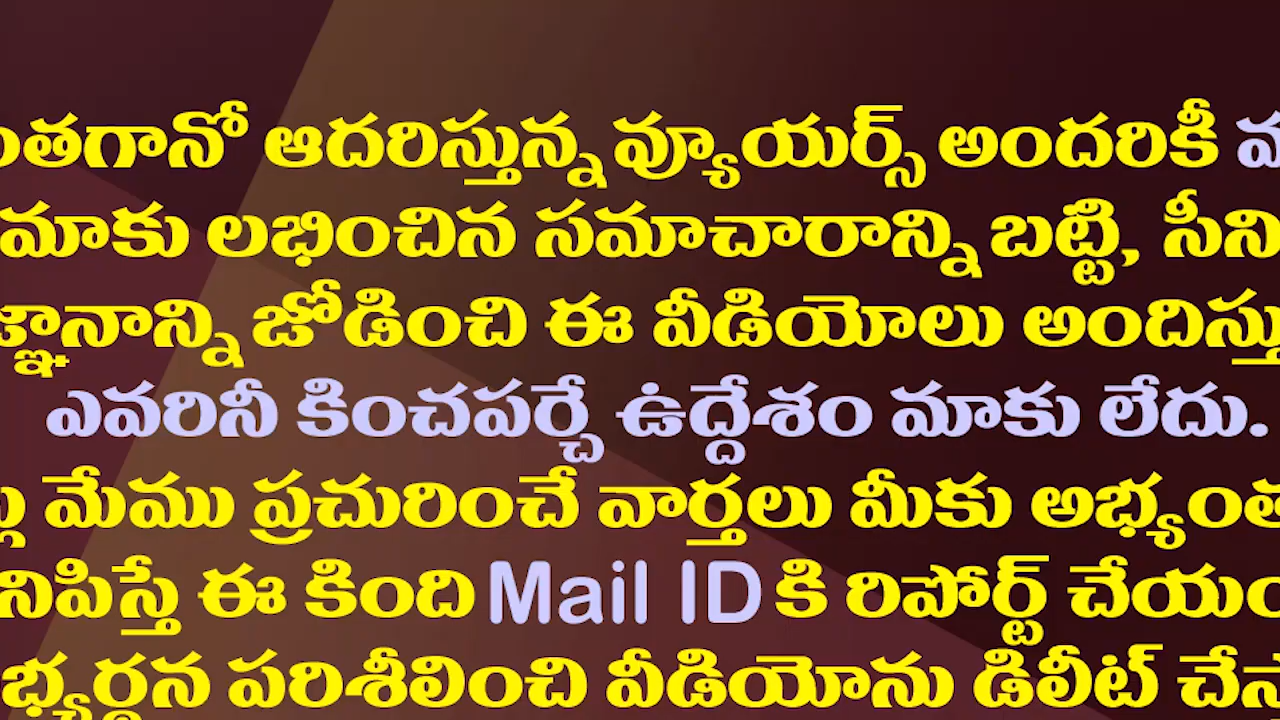 ఆదరిస్తున్న వ్యూయర్స్ అందరికీ
మాకు లభించిన సమాచారాన్ని బట్టి,
జోడించి ఈ వీడియోలు
ఎవరినీ కించపర్చే ఉద్దేశం మాకు లేదు.
మేము ప్రచురించే వార్తలు మీకు
ఈ కింది Mail ID కి రిపోర్ట్
పరిశీలించి వీడియోను డిలీట్